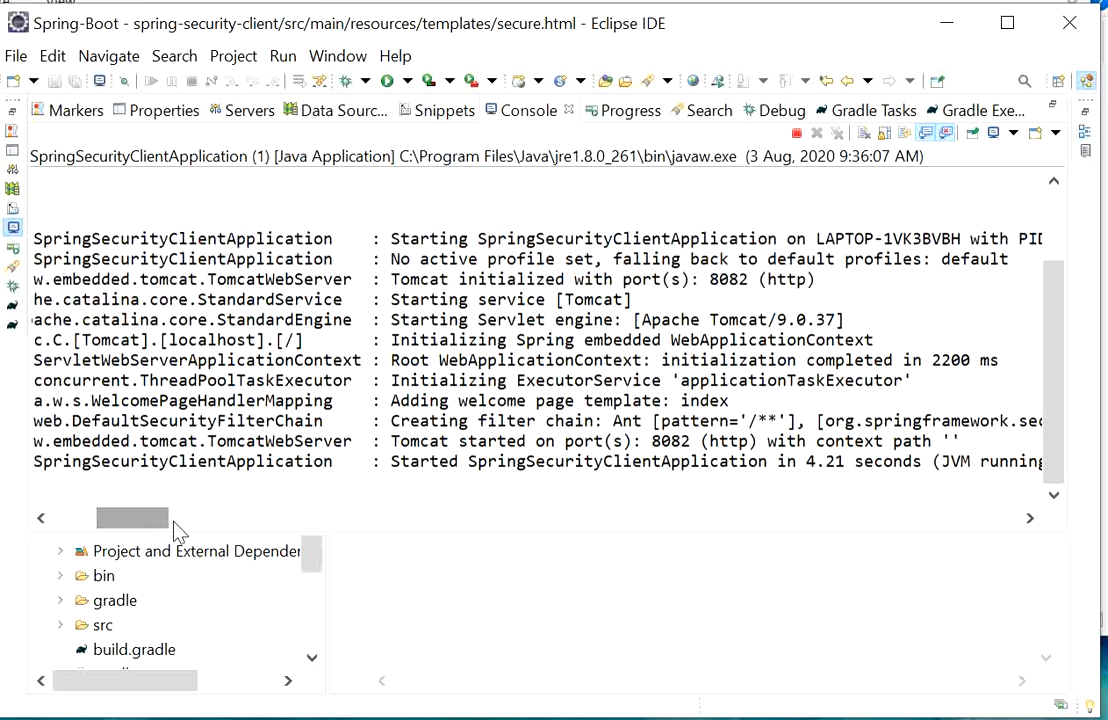 Spring-Boot - spring-security-client/src/main/resources/templates/secure.html - Eclipse IDE
File Edit Navigate Search Project Run Window Help
Markers Properties Servers Data Sourc... Snippets Console Progress Search Debug Gradle Tasks Gradle Exe...
SpringSecurityClientApplication (1) [Java Application] C:\Program Files\Java\jre1.8.0_261\bin\javaw.exe (3 Aug, 2020 9:36:07 AM)
SpringSecurityClientApplication : Starting SpringSecurityClientApplication on LAPTOP-1VK3BVBH with PID
SpringSecurityClientApplication : No active profile set, falling back to default profiles: default
w.embedded.tomcat.TomcatWebServer : Tomcat initialized with port(s): 8082 (http)
he.catalina.core.StandardService : Starting service [Tomcat]
ache.catalina.core.StandardEngine : Starting Servlet engine: [Apache Tomcat/9.0.37]
c.C.[Tomcat].[localhost].[/] : Initializing Spring embedded WebApplicationContext
ServletWebServerApplicationContext : Root WebApplicationContext: initialization completed in 2200 ms
concurrent.ThreadPoolTaskExecutor : Initializing ExecutorService 'applicationTaskExecutor'
a.w.s.WelcomePageHandlerMapping : Adding welcome page template: index
web.DefaultSecurityFilterChain : Creating filter chain: Ant [pattern='/**'], [org.springframework.sec
w.embedded.tomcat.TomcatWebServer : Tomcat started on port(s): 8082 (http) with context path ''
SpringSecurityClientApplication : Started SpringSecurityClientApplication in 4.21 seconds (JVM running
Project and External Depender
bin
gradle
src
build.gradle